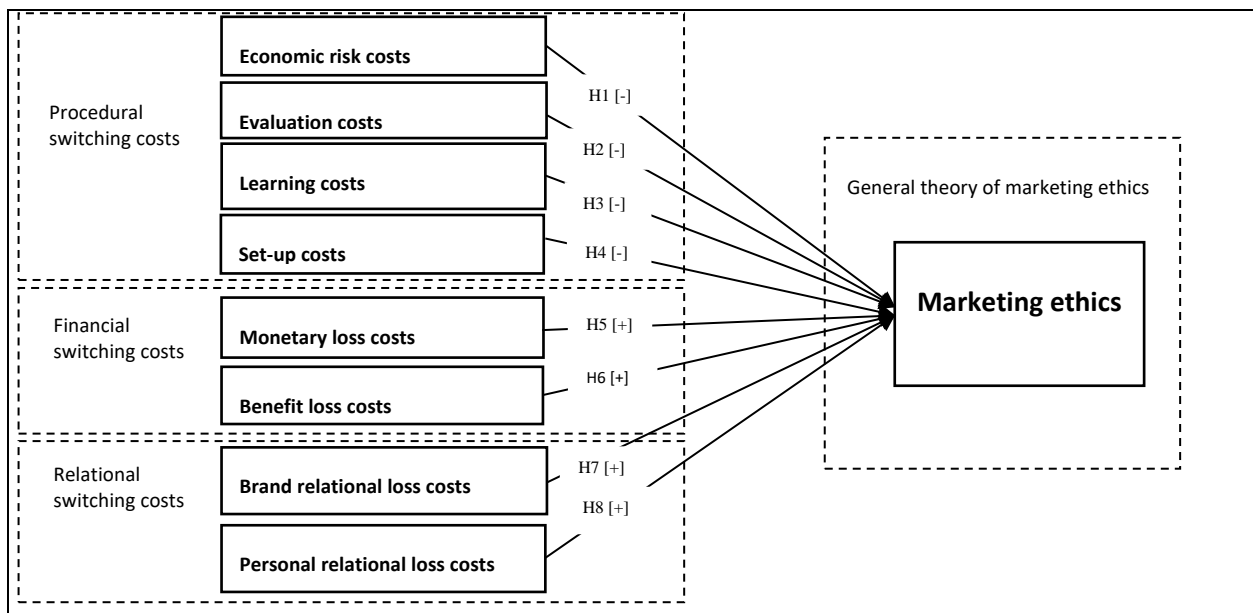 Economic risk costs
H1 [-]
Procedural
switching costs
Evaluation costs
H2 [-]
Learning costs
H3 [-]
Set-up costs
H4 [-]
General theory of marketing ethics
Marketing ethics
Financial
switching costs
Monetary loss costs
H5 [+]
Benefit loss costs
H6 [+]
Relational
switching costs
Brand relational loss costs
H7 [+]
H8 [+]
Personal relational loss costs